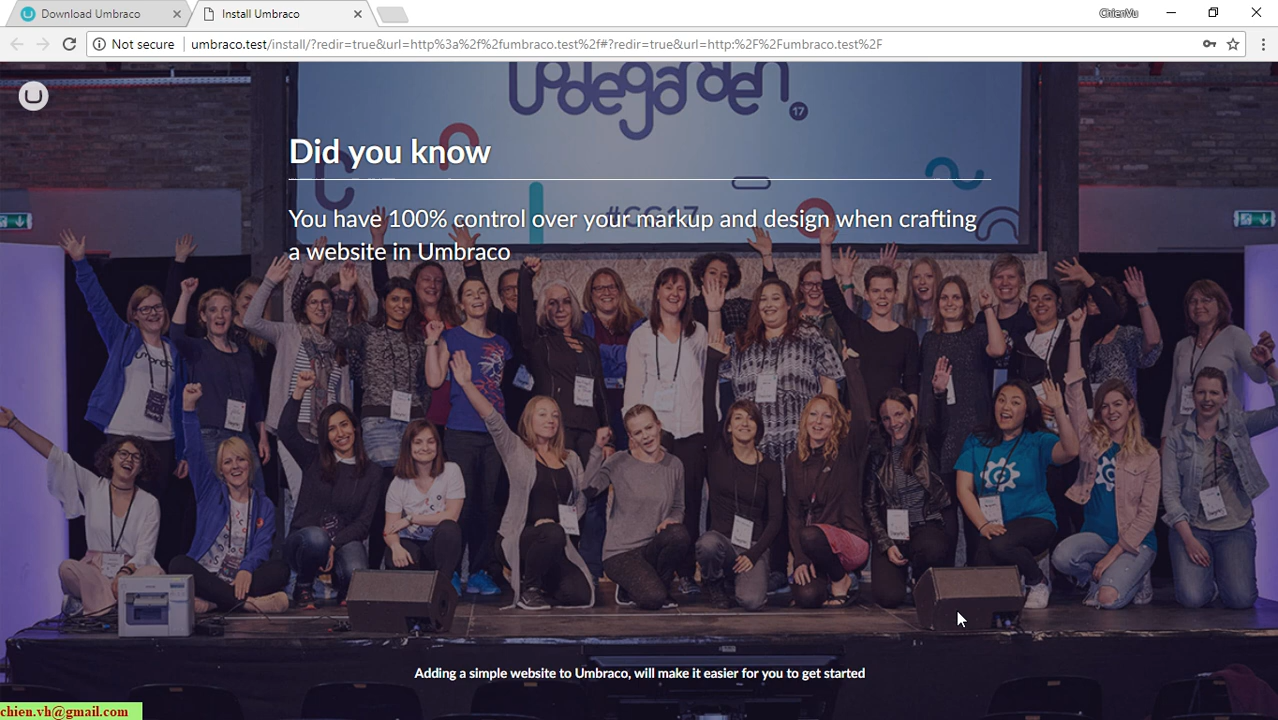 Download Umbraco
Install Umbraco
ChienVu
Not secure
umbraco.test/install/?redir=true&url=http%3a%2f%2fumbraco.test%2f#?redir=true&url=http:%2F%2Fumbraco.test%2F
codegarden
17
#CG17
Did you know
You have 100% control over your markup and design when crafting
a website in Umbraco
Adding a simple website to Umbraco, will make it easier for you to get started
chien.vh@gmail.com